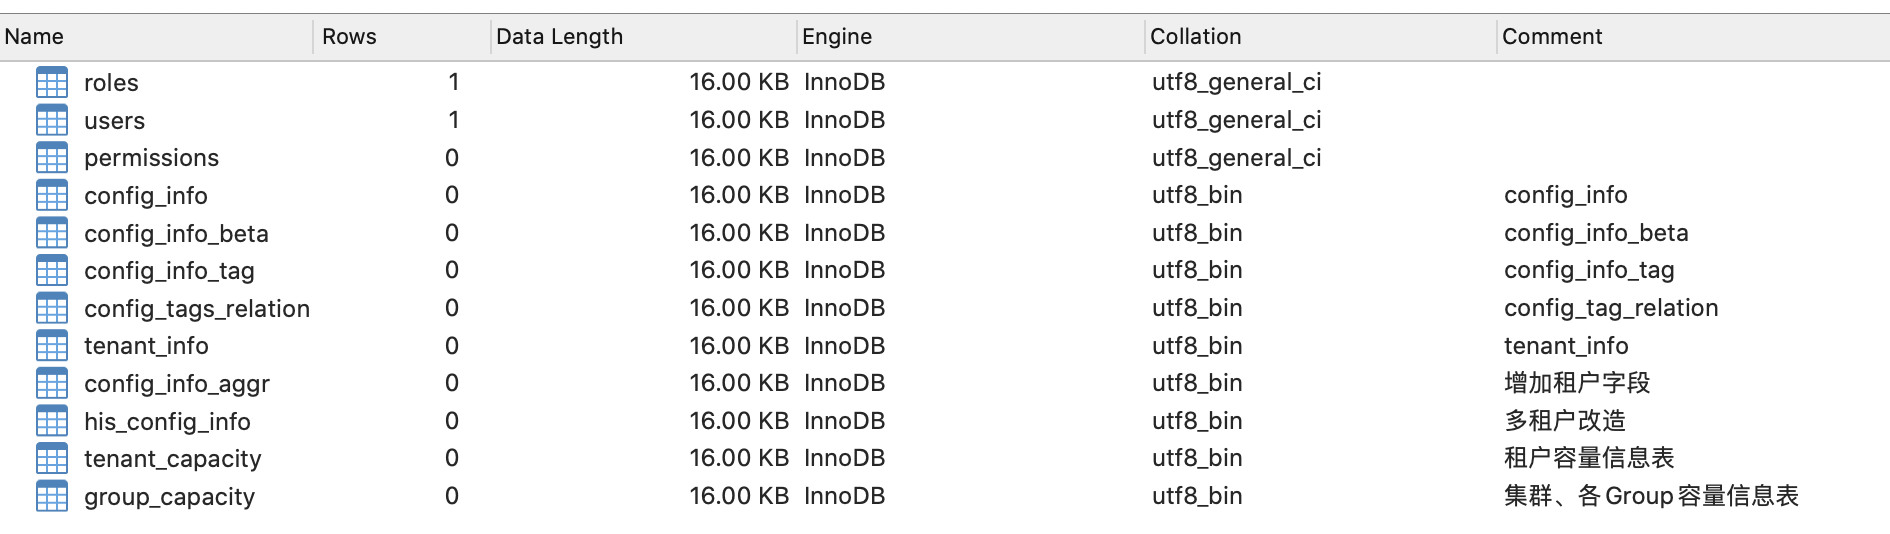 Name Rows Data Length Engine Collation Comment
roles 1 16.00 KB InnoDB utf8_general_ci
users 1 16.00 KB InnoDB utf8_general_ci
permissions 0 16.00 KB InnoDB utf8_general_ci
config_info 0 16.00 KB InnoDB utf8_bin config_info
config_info_beta 0 16.00 KB InnoDB utf8_bin config_info_beta
config_info_tag 0 16.00 KB InnoDB utf8_bin config_info_tag
config_tags_relation 0 16.00 KB InnoDB utf8_bin config_tag_relation
tenant_info 0 16.00 KB InnoDB utf8_bin tenant_info
config_info_aggr 0 16.00 KB InnoDB utf8_bin 增加租户字段
his_config_info 0 16.00 KB InnoDB utf8_bin 多租户改造
tenant_capacity 0 16.00 KB InnoDB utf8_bin 租户容量信息表
group_capacity 0 16.00 KB InnoDB utf8_bin 集群、各Group容量信息表